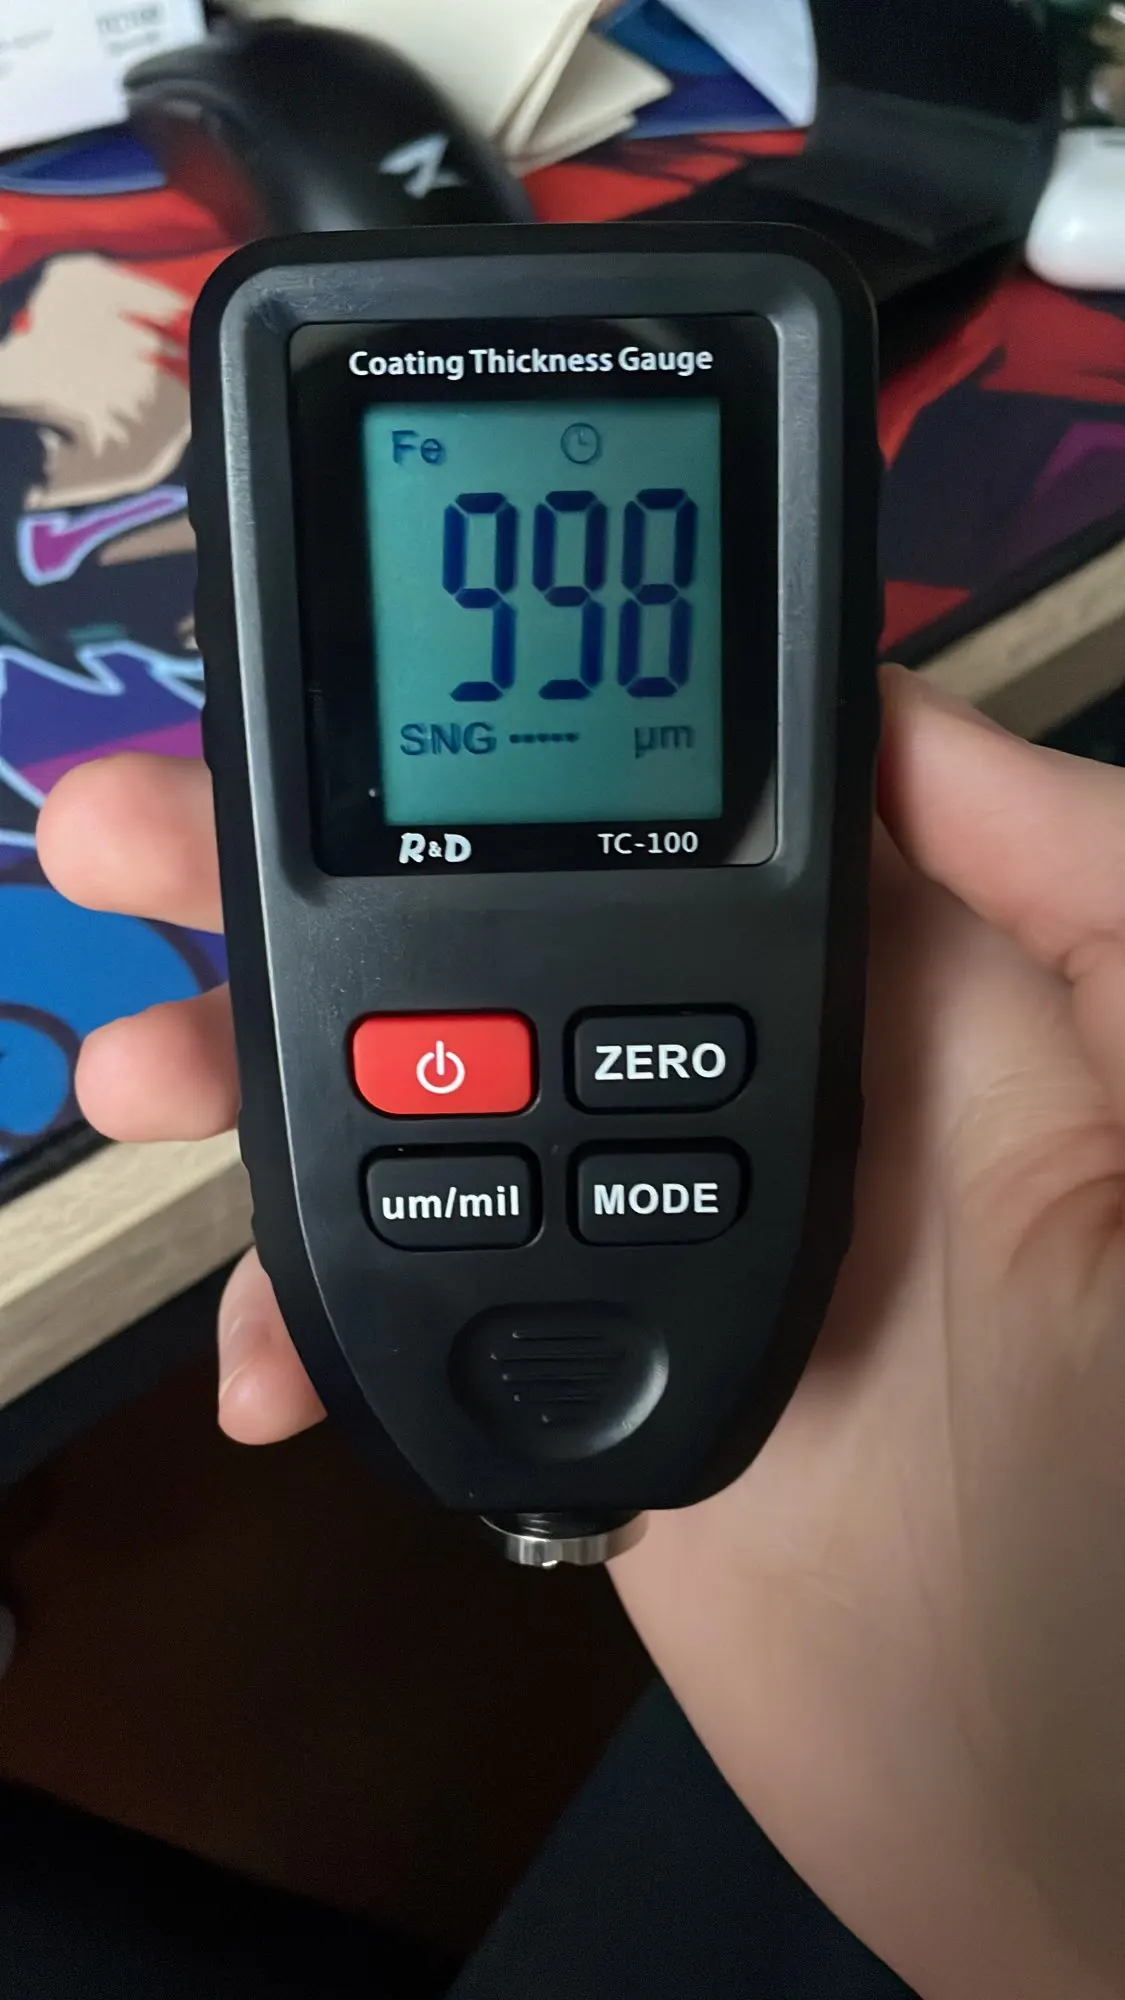 Coating Thickness Gauge
Fe
998
SNG ----- µm
R&D TC-100
ZERO
um/mil MODE